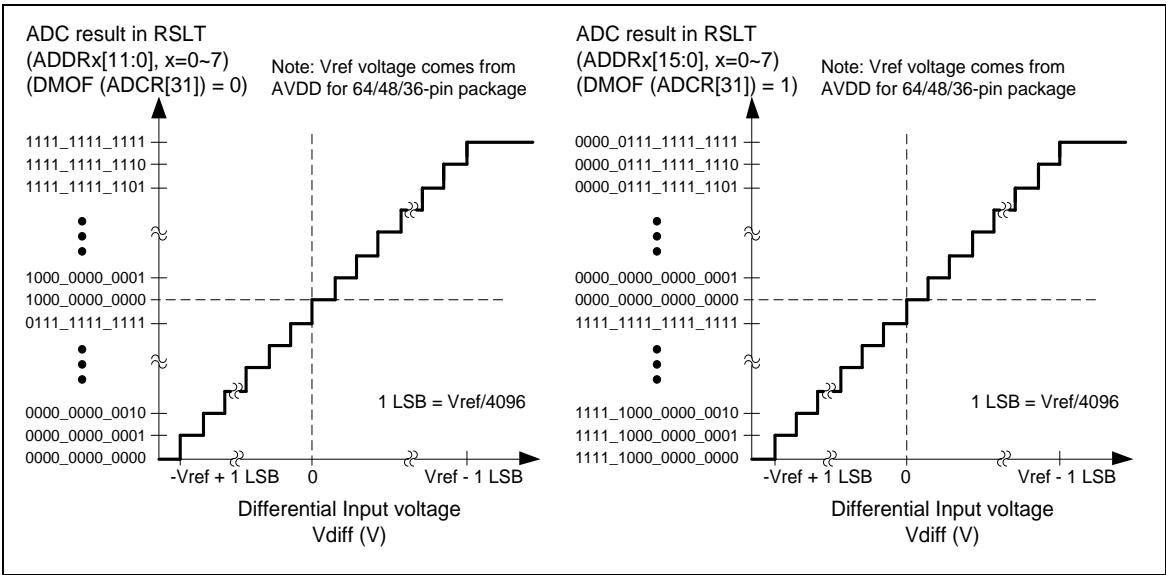 ADC result in RSLT
(ADDRx[11:0], x=0~7)
(DMOF (ADCR[31]) = 0)
Note: Vref voltage comes from
AVDD for 64/48/36-pin package
1111_1111_1111
1111_1111_1110
1111_1111_1101
1000_0000_0001
1000_0000_0000
0111_1111_1111
0000_0000_0010
0000_0000_0001
0000_0000_0000
1 LSB = Vref/4096
-Vref + 1 LSB
0
Vref - 1 LSB
Differential Input voltage
Vdiff (V)
ADC result in RSLT
(ADDRx[15:0], x=0~7)
(DMOF (ADCR[31]) = 1)
Note: Vref voltage comes from
AVDD for 64/48/36-pin package
0000_0111_1111_1111
0000_0111_1111_1110
0000_0111_1111_1101
0000_0000_0000_0001
0000_0000_0000_0000
1111_1111_1111_1111
1111_1000_0000_0010
1111_1000_0000_0001
1111_1000_0000_0000
1 LSB = Vref/4096
-Vref + 1 LSB
0
Vref - 1 LSB
Differential Input voltage
Vdiff (V)